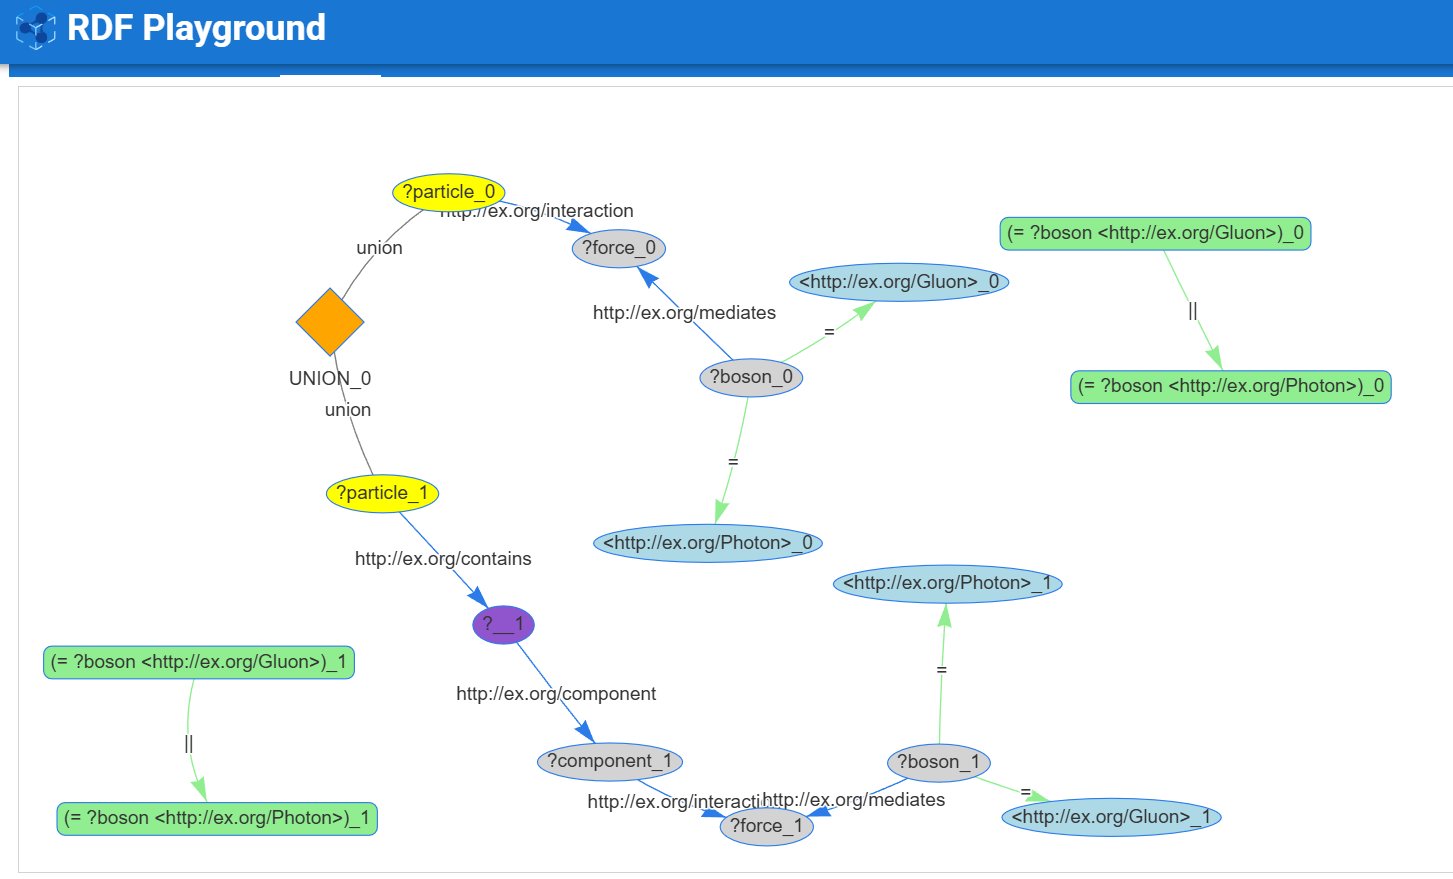 RDF Playground
?particle_0
http://ex.org/interaction
(= ?boson <http://ex.org/Gluon>)_0
union
?force_0
<http://ex.org/Gluon>_0
http://ex.org/mediates
||
=
UNION_0
?boson_0
(= ?boson <http://ex.org/Photon>)_0
union
=
?particle_1
<http://ex.org/Photon>_0
http://ex.org/contains
<http://ex.org/Photon>_1
?__1
(= ?boson <http://ex.org/Gluon>)_1
=
http://ex.org/component
||
?component_1
?boson_1
http://ex.org/interacti
http://ex.org/mediates
=
(= ?boson <http://ex.org/Photon>)_1
?force_1
<http://ex.org/Gluon>_1